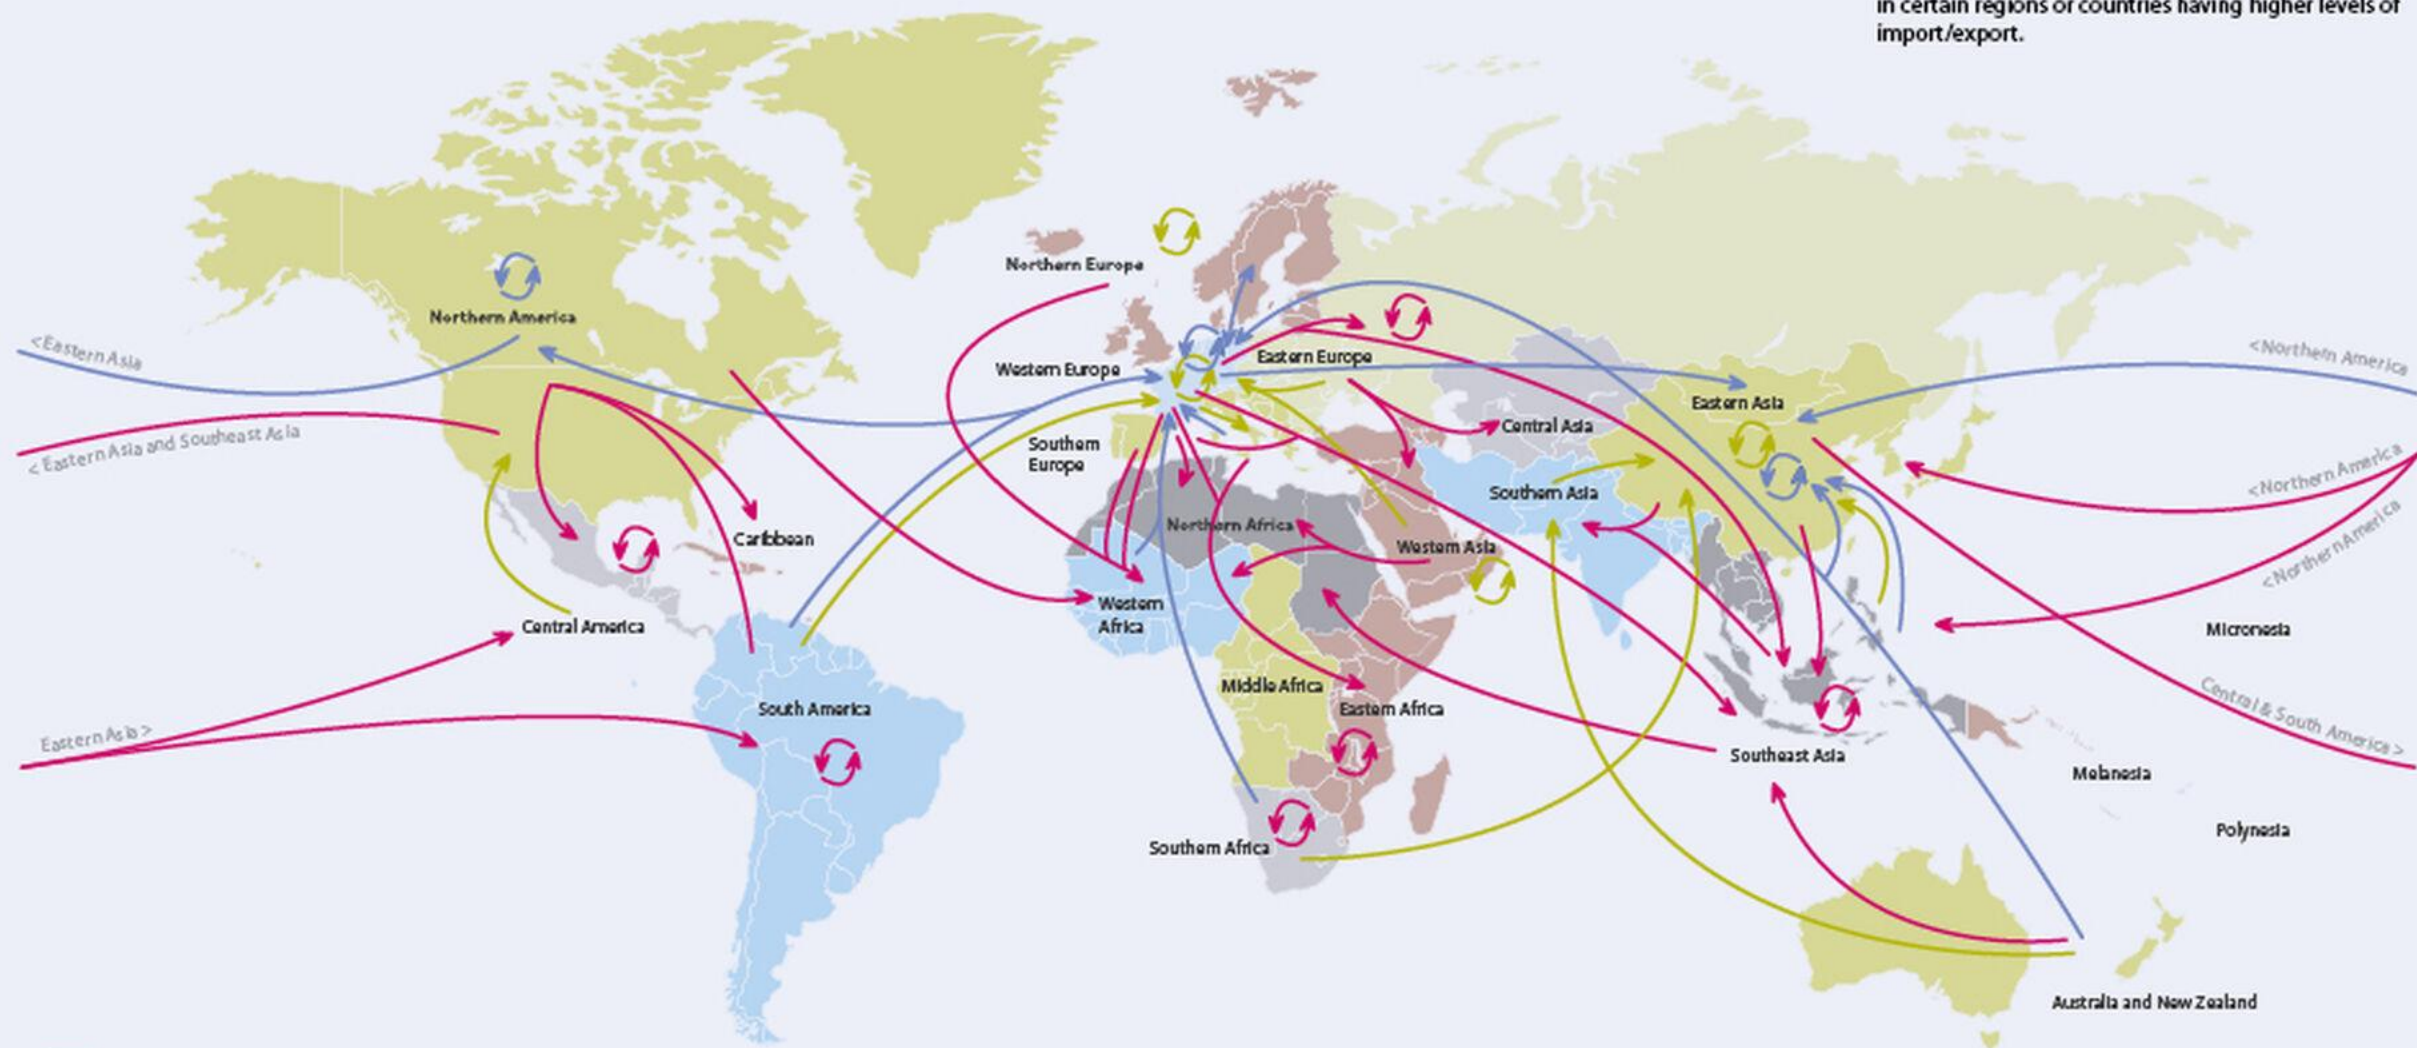 in certain regions or countries having higher levels of
import/export.
Northern Europe
Northern America
<Eastern Asia
<Northern America
Western Europe
Eastern Europe
Eastern Asia
Central Asia
< Eastern Asia and Southeast Asia
Southern
Europe
<Northern America
Southern Asia
Northern Africa
Caribbean
Western Asia
<Northern America
Western
Africa
Central America
Micronesia
Middle Africa
South America
Eastern Africa
Central & South America >
Eastern Asia >
Southeast Asia
Melanesia
Polynesia
Southern Africa
Australia and New Zealand